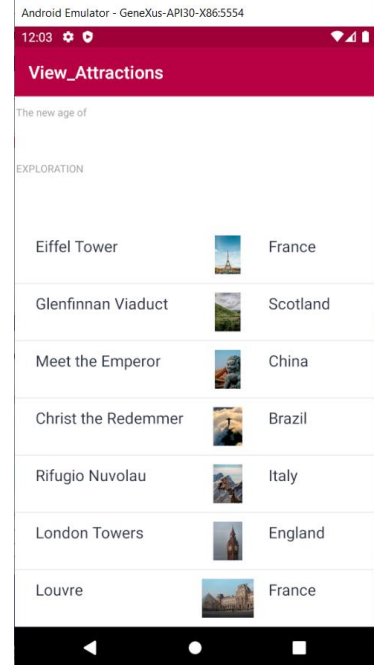 Android Emulator - GeneXus-API30-X86:5554
12:03
View_Attractions
The new age of
EXPLORATION
Eiffel Tower France
Glenfinnan Viaduct Scotland
Meet the Emperor China
Christ the Redemmer Brazil
Rifugio Nuvolau Italy
London Towers England
Louvre France